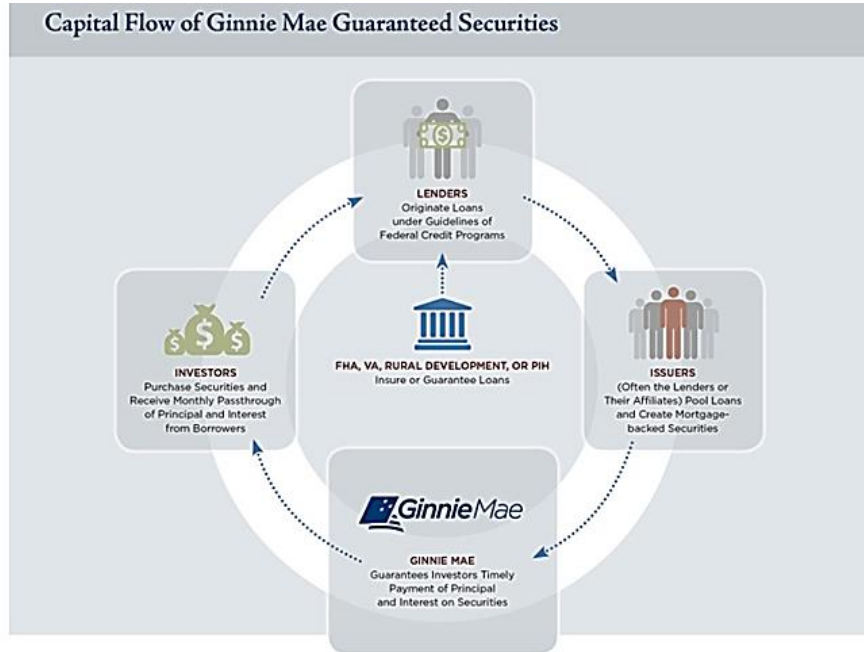 Capital Flow of Ginnie Mae Guaranteed Securities
$
LENDERS
Originate Loans
under Guidelines of
Federal Credit Programs
$ $ $
INVESTORS
Purchase Securities and
Receive Monthly Passthrough
of Principal and Interest
from Borrowers
FHA, VA, RURAL DEVELOPMENT, OR PIH
Insure or Guarantee Loans
ISSUERS
(Often the Lenders or
Their Affiliates) Pool Loans
and Create Mortgage-
backed Securities
GinnieMae
GINNIE MAE
Guarantees Investors Timely
Payment of Principal
and Interest on Securities